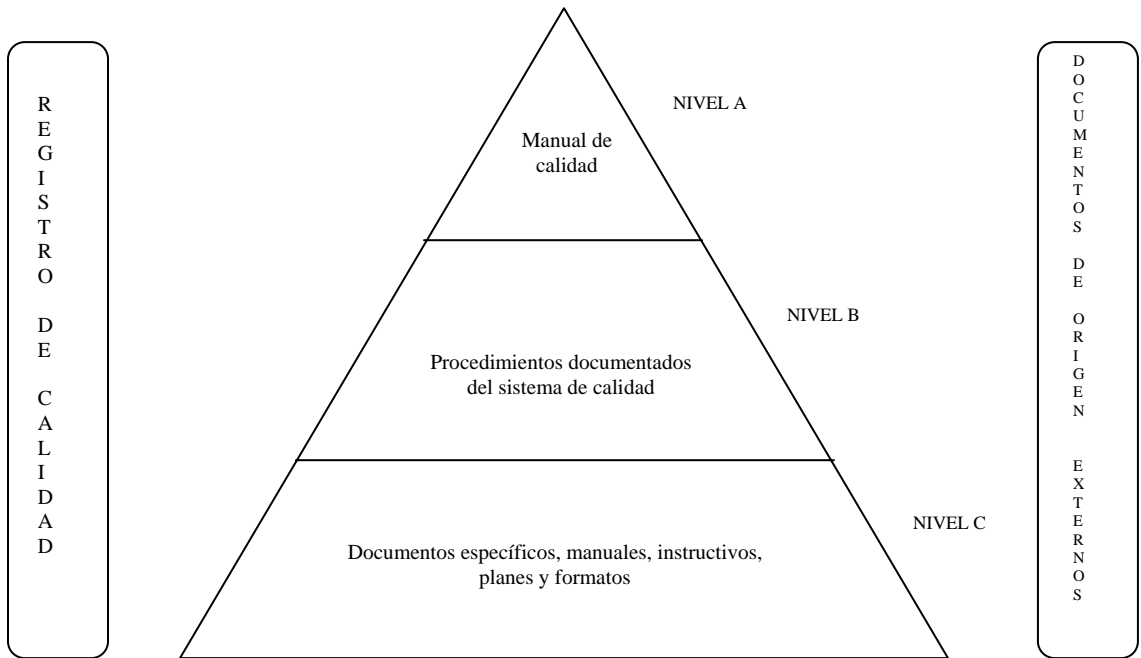 REGISTRO DE CALIDAD
NIVEL A
Manual de
calidad
NIVEL B
Procedimientos documentados
del sistema de calidad
NIVEL C
Documentos específicos, manuales, instructivos,
planes y formatos
DOCUMENTOS DE ORIGEN EXTERNOS